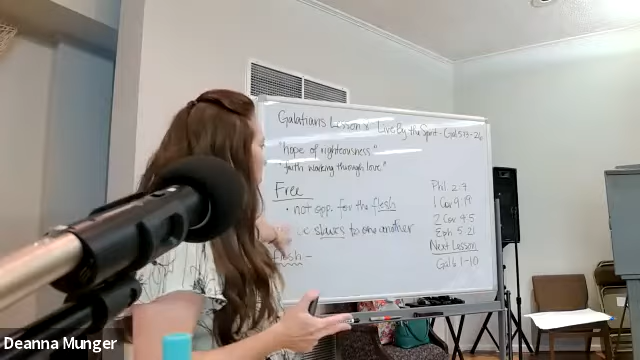 Galatians Lesson 8 Live By the Spirit - Gal 5:13-26
"hope of righteousness"
"faith working through love"
Free
• not opp. for the flesh
slaves to one another
flesh -
Phil 2:7
1 Cor 9:19
2 Cor 4:5
Eph 5:21
Next Lesson
Gal 6:1-10
Deanna Munger